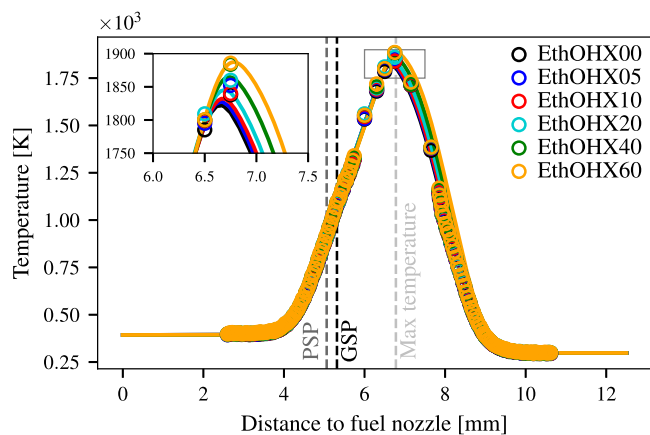 ×10³
1900
1850
1800
1750
6.0 6.5 7.0 7.5
EthOHX00
EthOHX05
EthOHX10
EthOHX20
EthOHX40
EthOHX60
1.75
1.50
1.25
1.00
0.75
0.50
0.25
Temperature [K]
PSP
GSP
Max temperature
0 2 4 6 8 10 12
Distance to fuel nozzle [mm]